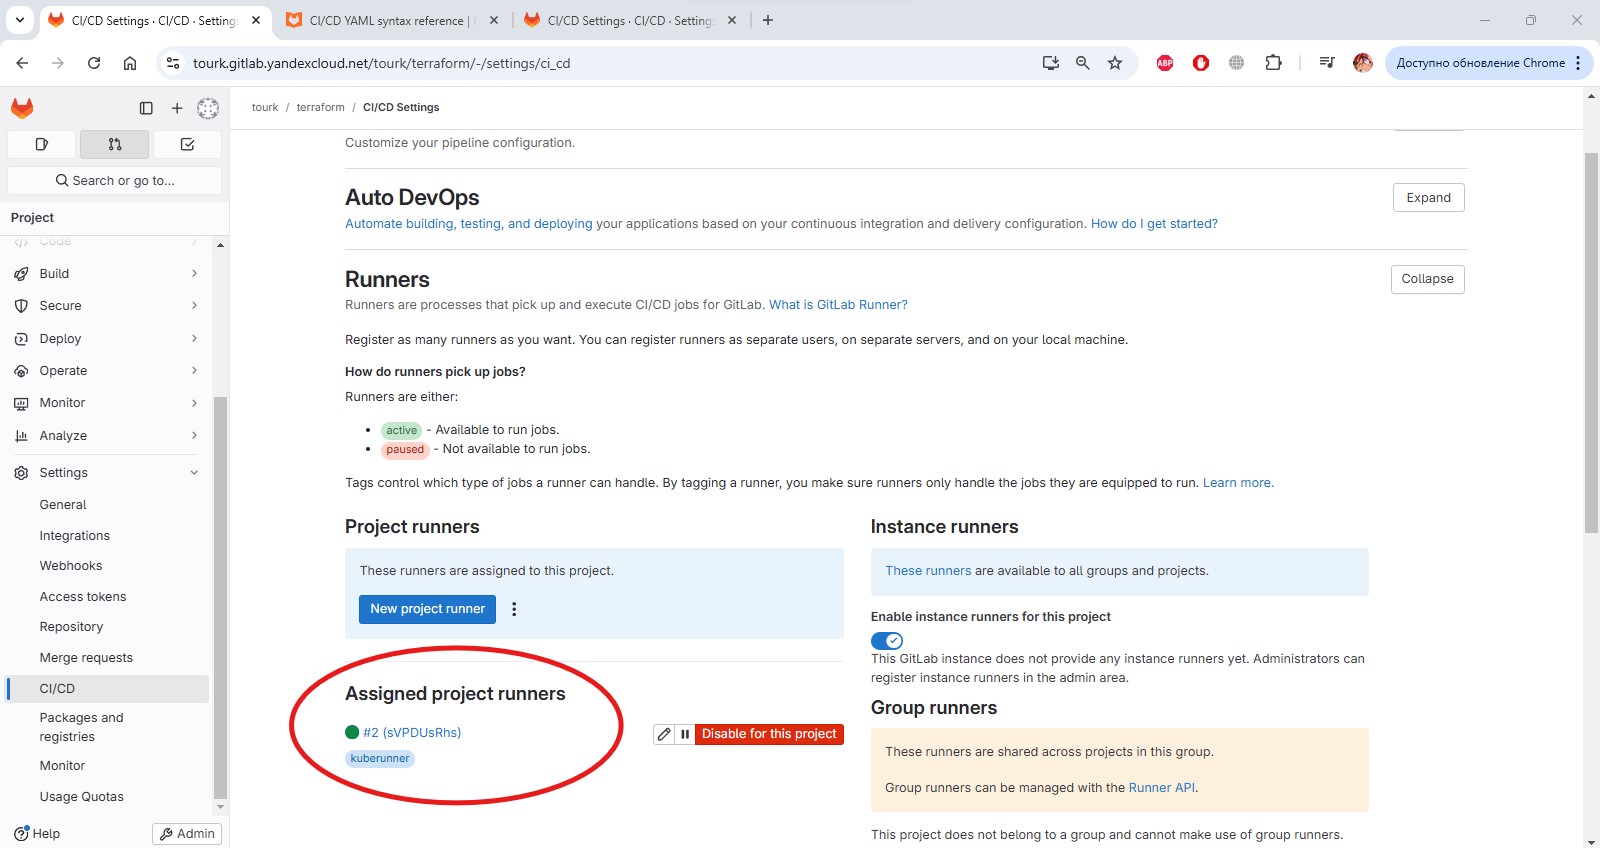 CI/CD Settings · CI/CD · Settings
CI/CD YAML syntax reference |
CI/CD Settings · CI/CD · Settings
tourk.gitlab.yandexcloud.net/tourk/terraform/-/settings/ci_cd
ABP
Доступно обновление Chrome
tourk / terraform / CI/CD Settings
Search or go to...
Project
Code
Build
Secure
Deploy
Operate
Monitor
Analyze
Settings
General
Integrations
Webhooks
Access tokens
Repository
Merge requests
CI/CD
Packages and
registries
Monitor
Usage Quotas
Help
Admin
Customize your pipeline configuration.
Auto DevOps
Expand
Automate building, testing, and deploying your applications based on your continuous integration and delivery configuration. How do I get started?
Runners
Collapse
Runners are processes that pick up and execute CI/CD jobs for GitLab. What is GitLab Runner?
Register as many runners as you want. You can register runners as separate users, on separate servers, and on your local machine.
How do runners pick up jobs?
Runners are either:
active - Available to run jobs.
paused - Not available to run jobs.
Tags control which type of jobs a runner can handle. By tagging a runner, you make sure runners only handle the jobs they are equipped to run. Learn more.
Project runners
These runners are assigned to this project.
New project runner
Assigned project runners
#2 (sVPDUsRhs)
Disable for this project
kuberunner
Instance runners
These runners are available to all groups and projects.
Enable instance runners for this project
This GitLab instance does not provide any instance runners yet. Administrators can
register instance runners in the admin area.
Group runners
These runners are shared across projects in this group.
Group runners can be managed with the Runner API.
This project does not belong to a group and cannot make use of group runners.